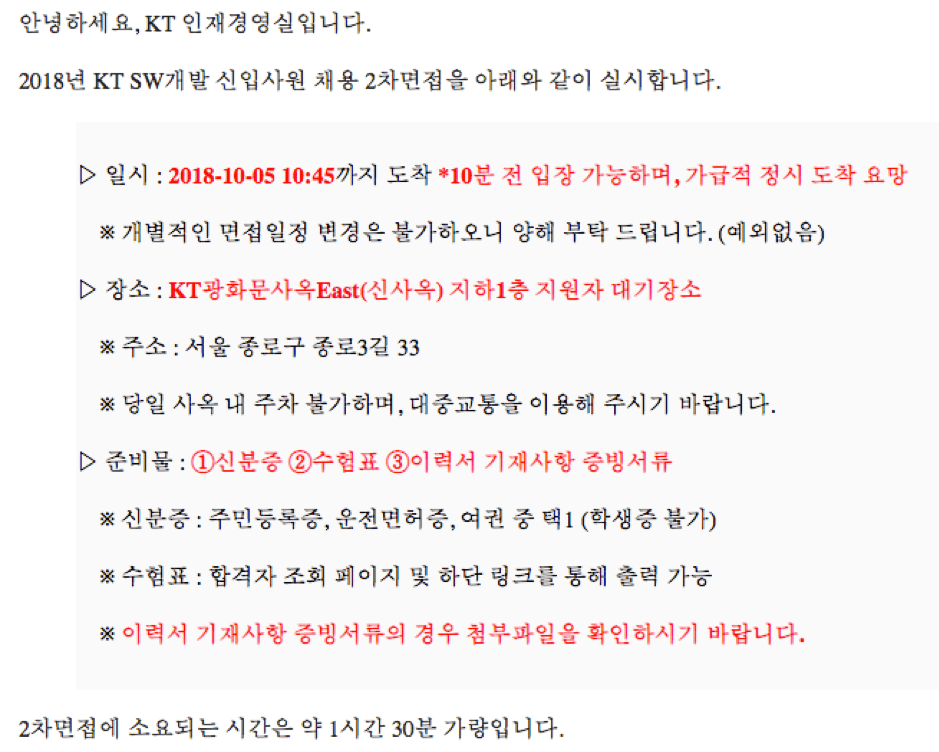 안녕하세요, KT 인재경영실입니다.
2018년 KT SW개발 신입사원 채용 2차면접을 아래와 같이 실시합니다.
▷ 일시 : 2018-10-05 10:45까지 도착 *10분 전 입장 가능하며, 가급적 정시 도착 요망
※ 개별적인 면접일정 변경은 불가하오니 양해 부탁 드립니다. (예외없음)
▷ 장소 : KT광화문사옥East(신사옥) 지하1층 지원자 대기장소
※ 주소 : 서울 종로구 종로3길 33
※ 당일 사옥 내 주차 불가하며, 대중교통을 이용해 주시기 바랍니다.
▷ 준비물 : ①신분증 ②수험표 ③이력서 기재사항 증빙서류
※ 신분증 : 주민등록증, 운전면허증, 여권 중 택1 (학생증 불가)
※ 수험표 : 합격자 조회 페이지 및 하단 링크를 통해 출력 가능
※ 이력서 기재사항 증빙서류의 경우 첨부파일을 확인하시기 바랍니다.
2차면접에 소요되는 시간은 약 1시간 30분 가량입니다.